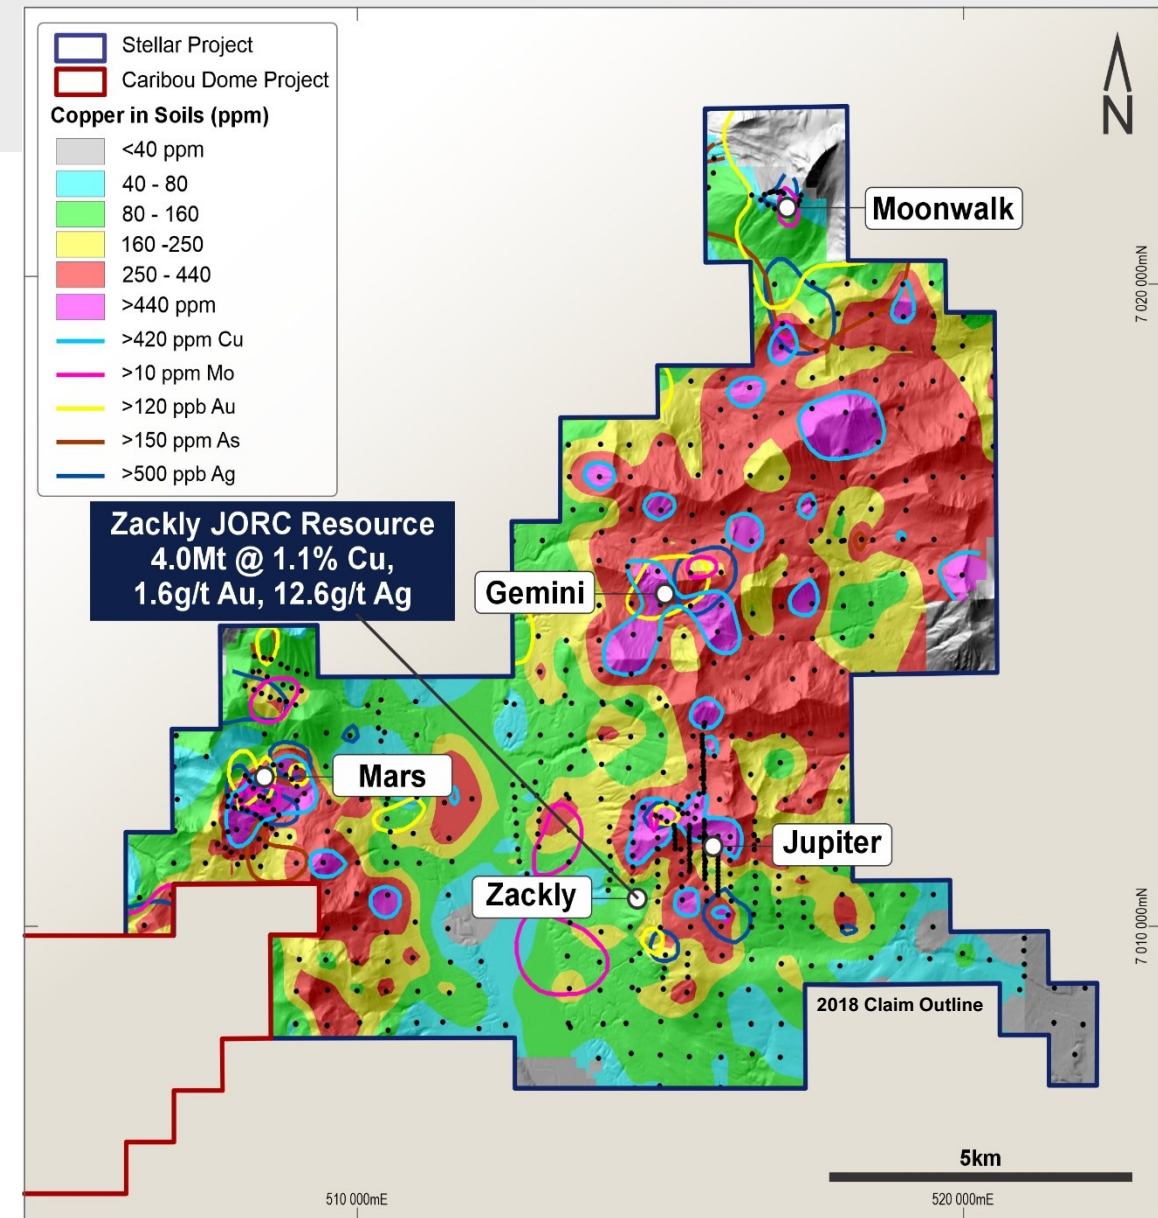 Stellar Project
Caribou Dome Project
Copper in Soils (ppm)
<40 ppm
40 - 80
80 - 160
160 -250
250 - 440
>440 ppm
>420 ppm Cu
>10 ppm Mo
>120 ppb Au
>150 ppm As
>500 ppb Ag
N
Moonwalk
7 020 000mN
Zackly JORC Resource
4.0Mt @ 1.1% Cu,
1.6g/t Au, 12.6g/t Ag
Gemini
Mars
Jupiter
Zackly
7 010 000mN
2018 Claim Outline
5km
510 000mE
520 000mE